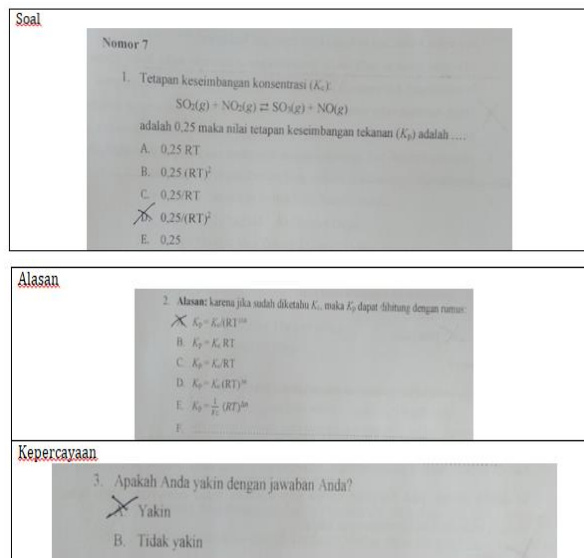 Soal
Nomor 7
1. Tetapan keseimbangan konsentrasi (Kc):
SO₂(g) + NO₂(g) ⇄ SO₃(g) + NO(g)
adalah 0,25 maka nilai tetapan keseimbangan tekanan (Kp) adalah ....
A. 0,25 RT
B. 0,25 (RT)²
C. 0,25/RT
D. 0,25/(RT)²
E. 0,25
Alasan
2. Alasan: karena jika sudah diketahui Kc, maka Kp dapat dihitung dengan rumus:
Kp = Kc/(RT
B. Kp = Kc RT
C. Kp = Kc/RT
D. Kp = Kc (RT)
E. Kp = 1/Kc (RT)
F.
Kepercayaan
3. Apakah Anda yakin dengan jawaban Anda?
A. Yakin
B. Tidak yakin